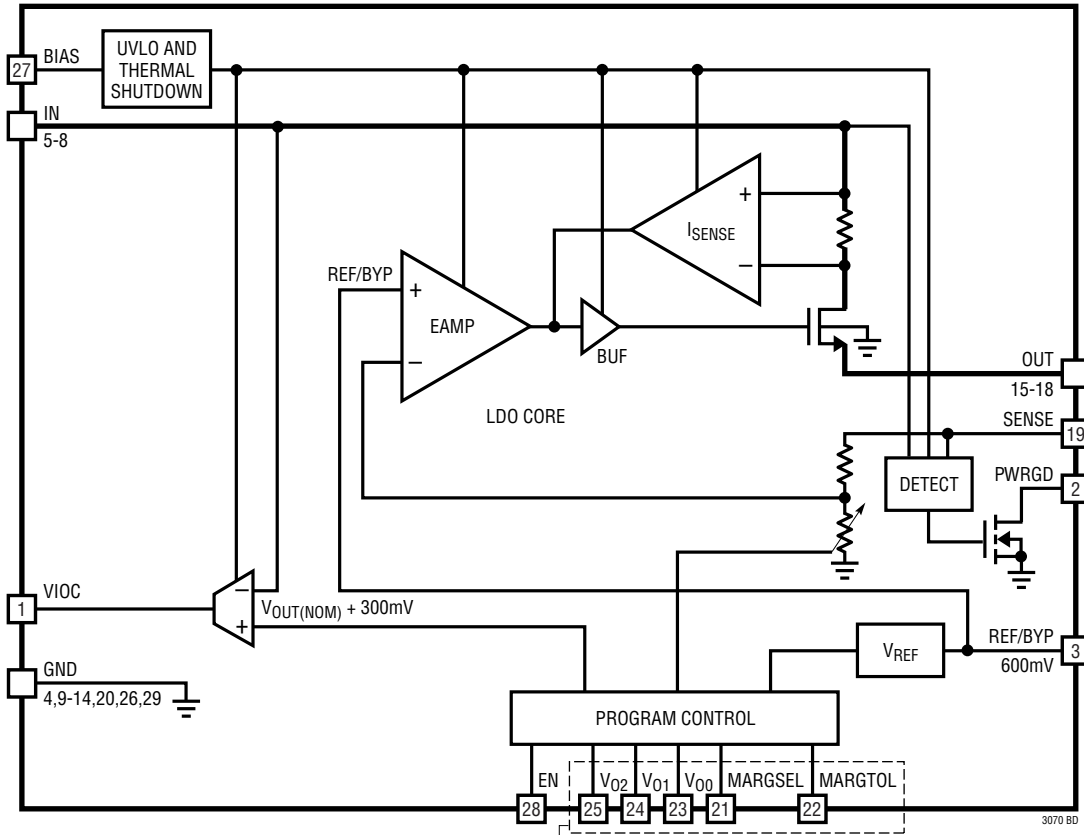 27
BIAS
UVLO AND
THERMAL
SHUTDOWN
IN
5-8
+
ISENSE
–
REF/BYP
+
EAMP
–
BUF
LDO CORE
OUT
15-18
SENSE
19
DETECT
PWRGD
2
1
VIOC
–
+
VOUT(NOM) + 300mV
GND
4,9-14,20,26,29
VREF
REF/BYP
600mV
3
PROGRAM CONTROL
EN
VO2
VO1
VO0
MARGSEL
MARGTOL
28
25
24
23
21
22
3070 BD